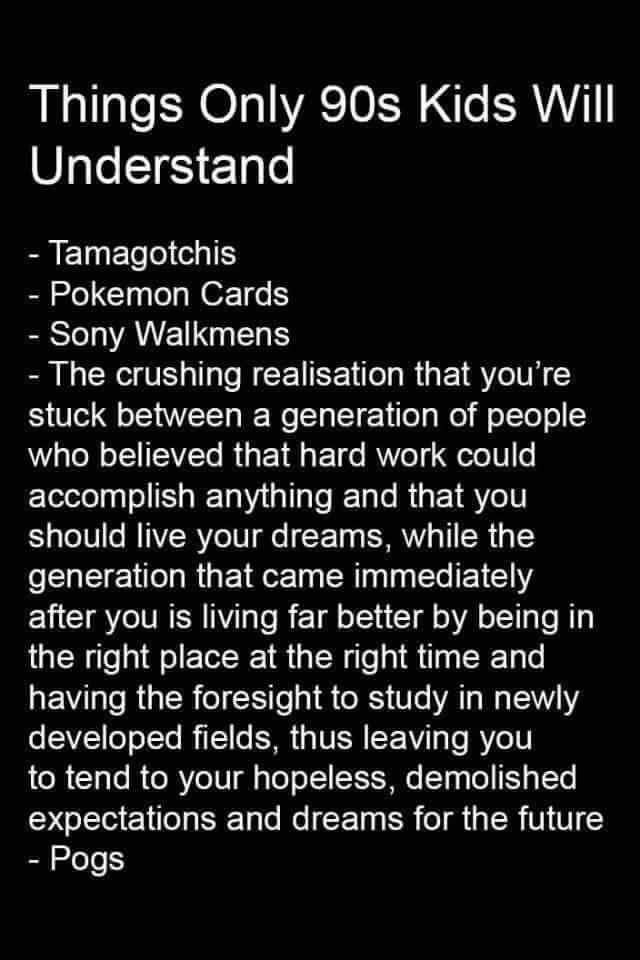 Things Only 90s Kids Will
Understand
- Tamagotchis
- Pokemon Cards
- Sony Walkmens
- The crushing realisation that you’re
stuck between a generation of people
who believed that hard work could
accomplish anything and that you
should live your dreams, while the
generation that came immediately
after you is living far better by being in
the right place at the right time and
having the foresight to study in newly
developed fields, thus leaving you
to tend to your hopeless, demolished
expectations and dreams for the future
- Pogs